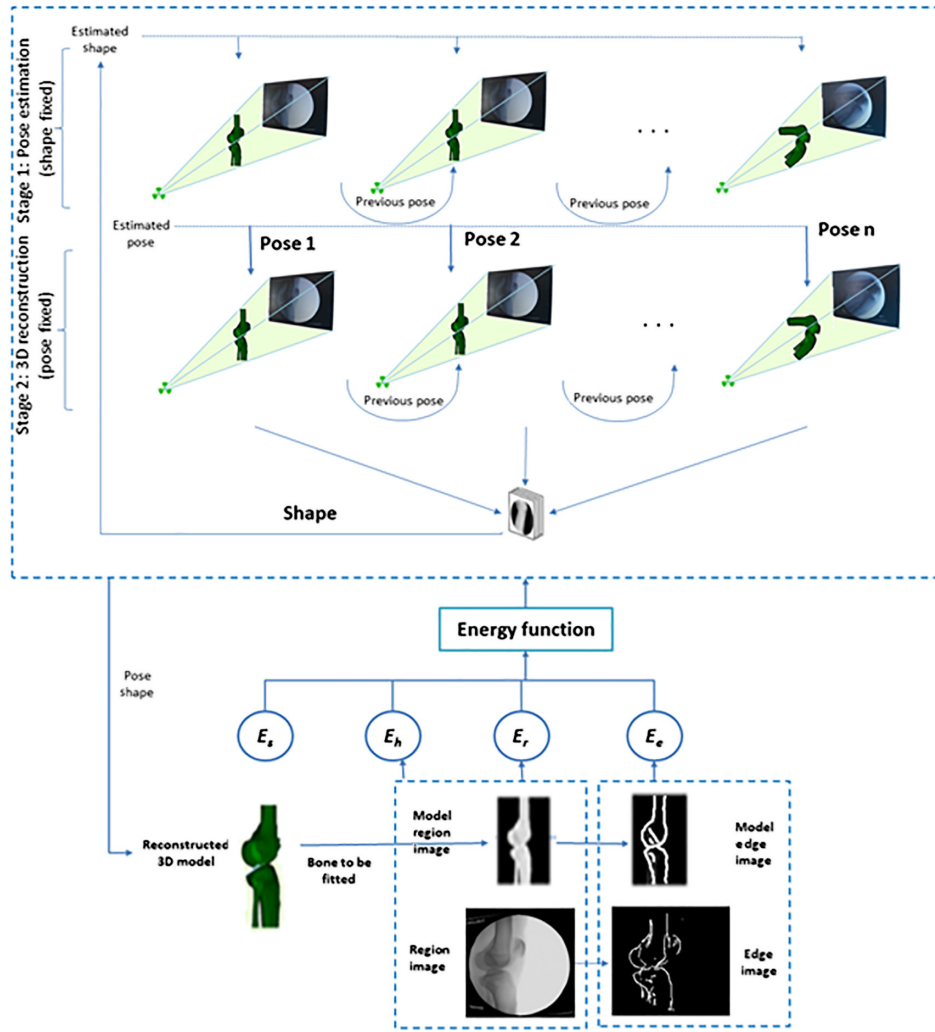 Estimated
shape
Stage 1: Pose estimation
(shape fixed)
. . .
Previous pose
Previous pose
Estimated
pose
Pose 1
Pose 2
Pose n
Stage 2: 3D reconstruction
(pose fixed)
. . .
Previous pose
Previous pose
Shape
Energy function
Pose
shape
Es
Eh
Er
Ee
Reconstructed
3D model
Bone to be
fitted
Model
region
image
Model
edge
image
Region
image
Edge
image